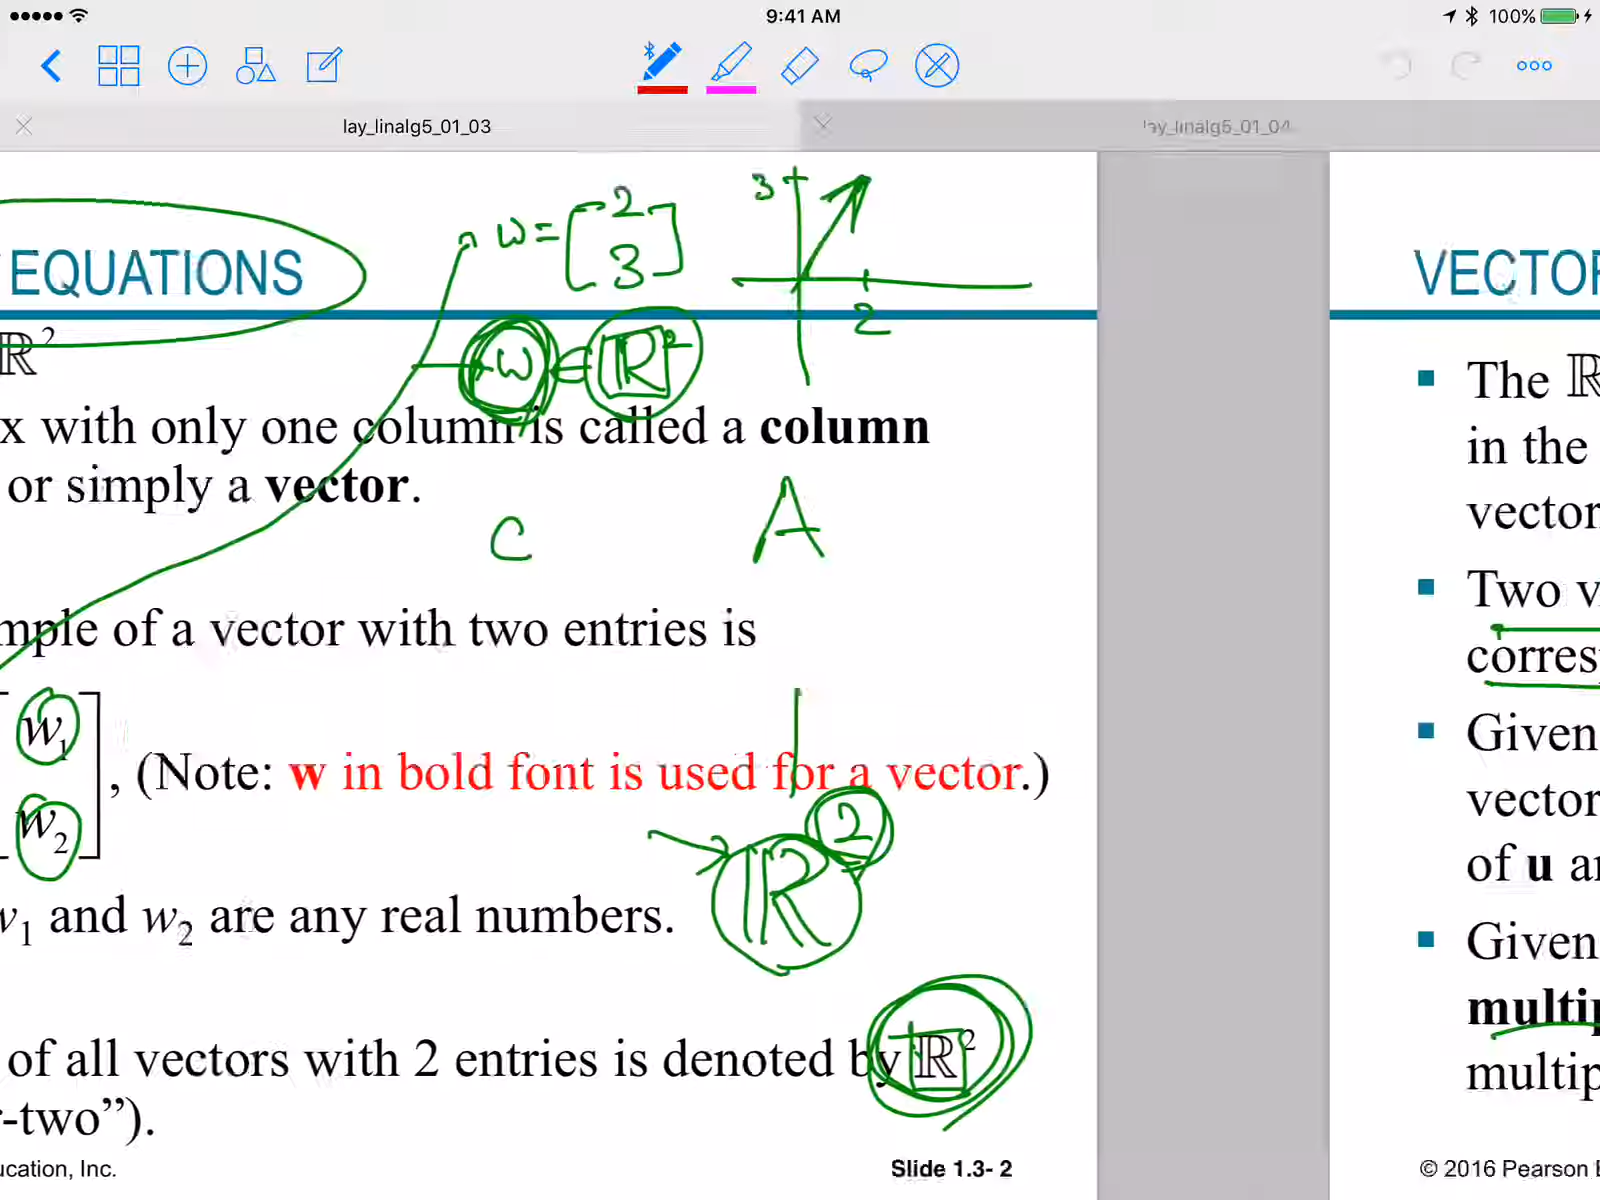 9:41 AM
100%
lay_linalg5_01_03
lay_linalg5_01_04
w = [2 3]
3
2
EQUATIONS
ℝ²
w ∈ ℝ²
x with only one column is called a column
or simply a vector.
C A
mple of a vector with two entries is
[w₁ w₂], (Note: w in bold font is used for a vector.)
ℝ²
w₁ and w₂ are any real numbers.
of all vectors with 2 entries is denoted by ℝ²
r-two”).
ucation, Inc.
Slide 1.3- 2
VECTOR
The ℝ
in the
vector
Two v
corres
Given
vector
of u an
Given
multip
multip
© 2016 Pearson E